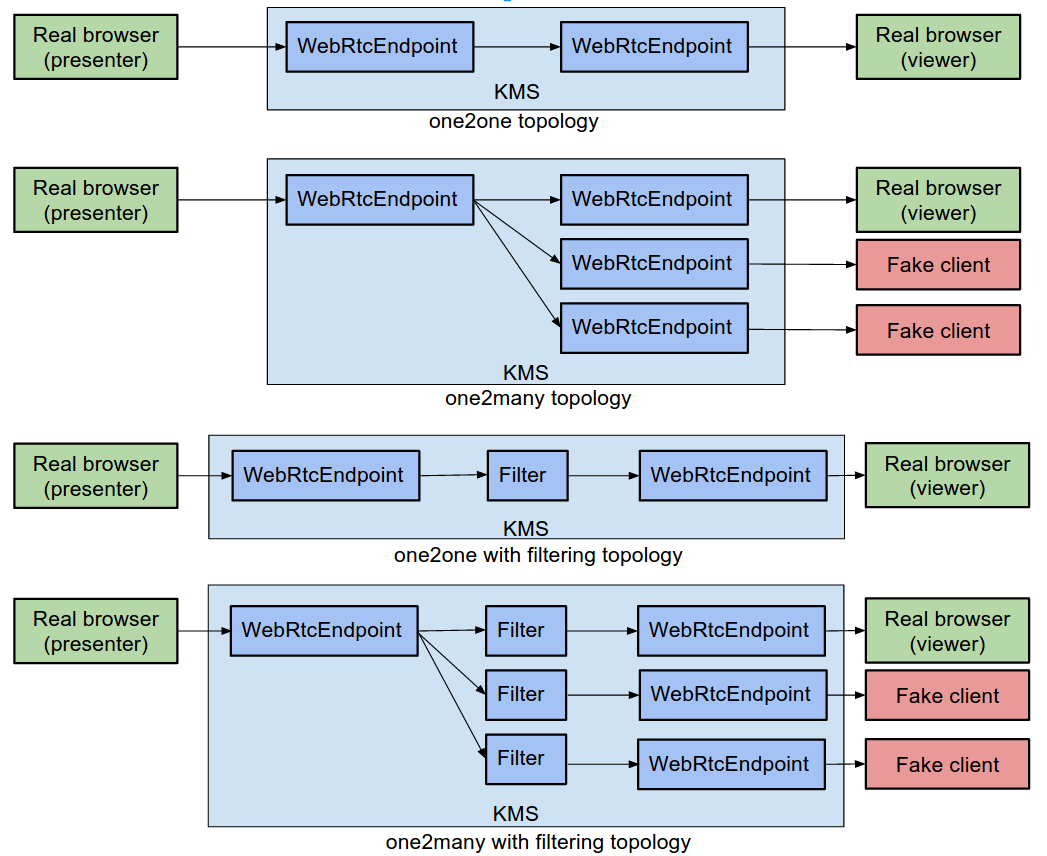 Real browser
(presenter)
WebRtcEndpoint
WebRtcEndpoint
Real browser
(viewer)
KMS
one2one topology
Real browser
(presenter)
WebRtcEndpoint
WebRtcEndpoint
Real browser
(viewer)
WebRtcEndpoint
Fake client
WebRtcEndpoint
Fake client
KMS
one2many topology
Real browser
(presenter)
WebRtcEndpoint
Filter
WebRtcEndpoint
Real browser
(viewer)
KMS
one2one with filtering topology
Real browser
(presenter)
WebRtcEndpoint
Filter
WebRtcEndpoint
Real browser
(viewer)
Filter
WebRtcEndpoint
Fake client
Filter
WebRtcEndpoint
Fake client
KMS
one2many with filtering topology